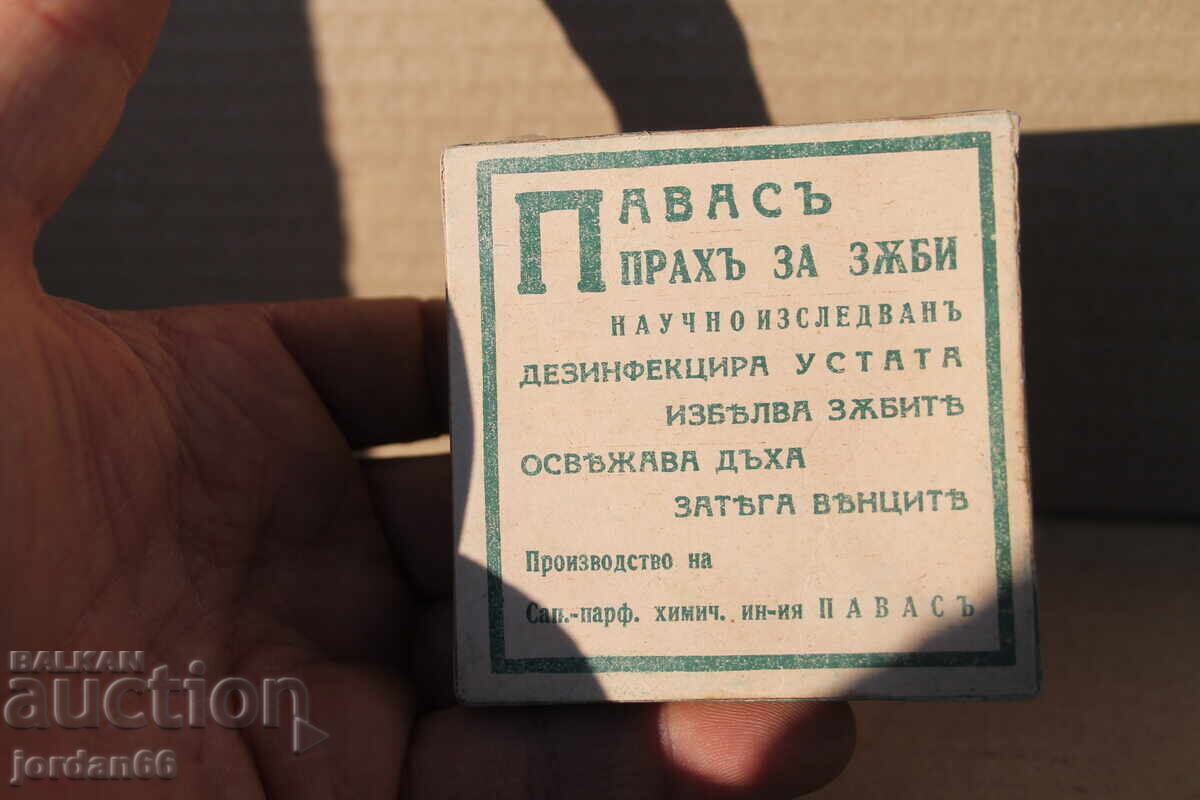 ПАВАСЪ
ПРАХЪ ЗА ЗѪБИ
НАУЧНО ИЗСЛЕДВАНЪ
ДЕЗИНФЕКЦИРА УСТАТА
ИЗБѢЛВА ЗѪБИТѢ
ОСВѢЖАВА ДЪХА
ЗАТѢГА ВѢНЦИТѢ
Производство на
Сап.-парф. химич. ин-ия ПАВАСЪ
BALKAN
auction
jordan66